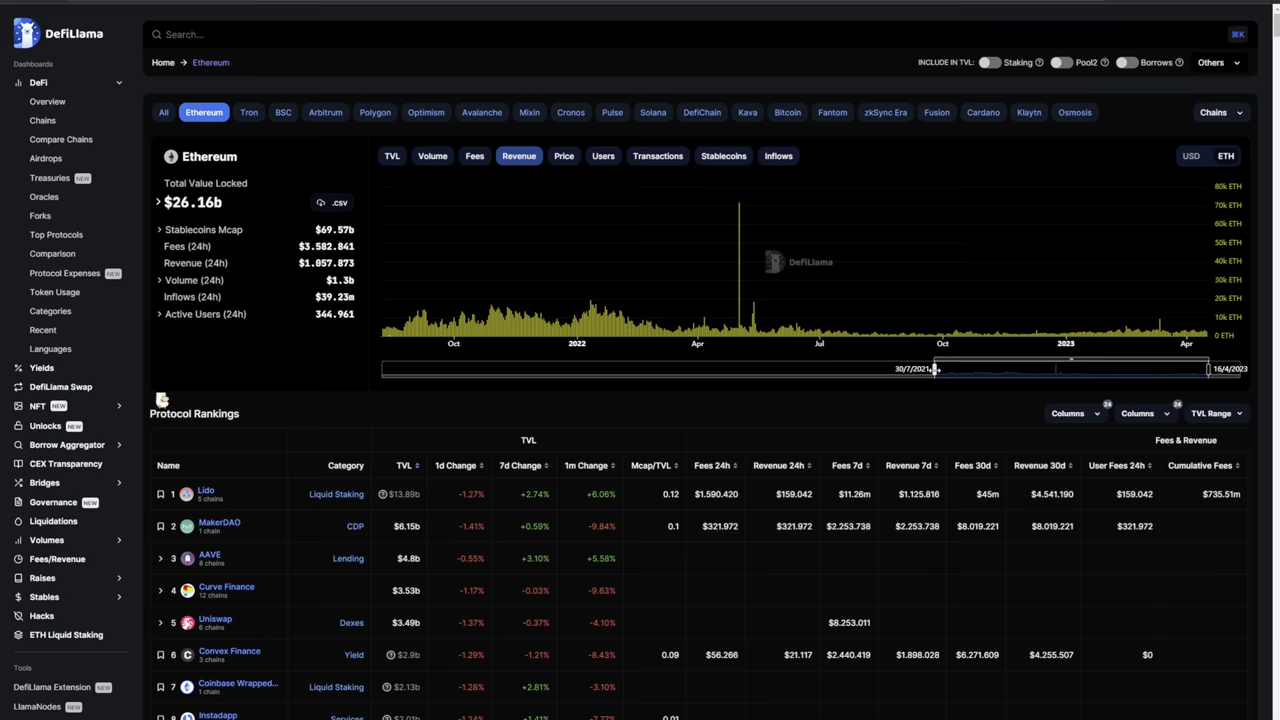 DefiLlama
Search...
⌘K
Dashboards
DeFi
Overview
Chains
Compare Chains
Airdrops
Treasuries NEW
Oracles
Forks
Top Protocols
Comparison
Protocol Expenses NEW
Token Usage
Categories
Recent
Languages
Yields
DefiLlama Swap
NFT NEW
Unlocks NEW
Borrow Aggregator
CEX Transparency
Bridges
Governance NEW
Liquidations
Volumes
Fees/Revenue
Raises
Stables
Hacks
ETH Liquid Staking
Tools
DefiLlama Extension NEW
LlamaNodes NEW
Home → Ethereum
INCLUDE IN TVL: Staking Pool2 Borrows Others
All Ethereum Tron BSC Arbitrum Polygon Optimism Avalanche Mixin Cronos Pulse Solana DefiChain Kava Bitcoin Fantom zkSync Era Fusion Cardano Klaytn Osmosis Chains
Ethereum
Total Value Locked
$26.16b .csv
Stablecoins Mcap $69.57b
Fees (24h) $3.582.841
Revenue (24h) $1.057.873
Volume (24h) $1.3b
Inflows (24h) $39.23m
Active Users (24h) 344.961
TVL Volume Fees Revenue Price Users Transactions Stablecoins Inflows USD ETH
80k ETH
70k ETH
60k ETH
50k ETH
40k ETH
30k ETH
20k ETH
10k ETH
0 ETH
DefiLlama
Oct 2022 Apr Jul Oct 2023 Apr
30/7/2021 16/4/2023
Protocol Rankings
Columns 24 Columns 24 TVL Range
TVL Fees & Revenue
Name Category TVL 1d Change 7d Change 1m Change Mcap/TVL Fees 24h Revenue 24h Fees 7d Revenue 7d Fees 30d Revenue 30d User Fees 24h Cumulative Fees
1 Lido 5 chains Liquid Staking $13.89b -1.27% +2.74% +6.06% 0.12 $1.590.420 $159.042 $11.26m $1.125.816 $45m $4.541.190 $159.042 $735.51m
2 MakerDAO 1 chain CDP $6.15b -1.41% +0.59% -9.84% 0.1 $321.972 $321.972 $2.253.738 $2.253.738 $8.019.221 $8.019.221 $321.972
3 AAVE 8 chains Lending $4.8b -0.55% +3.10% +5.58%
4 Curve Finance 12 chains $3.53b -1.17% -0.03% -9.63%
5 Uniswap 6 chains Dexes $3.49b -1.37% -0.37% -4.10% $8.253.011
6 Convex Finance 3 chains Yield $2.9b -1.29% -1.21% -8.43% 0.09 $56.266 $21.117 $2.440.419 $1.898.028 $6.271.609 $4.255.507 $0
7 Coinbase Wrapped... 1 chain Liquid Staking $2.13b -1.28% +2.81% -3.10%
8 Instadapp Services $2.01b -1.24% +1.41% -7.77% 0.01